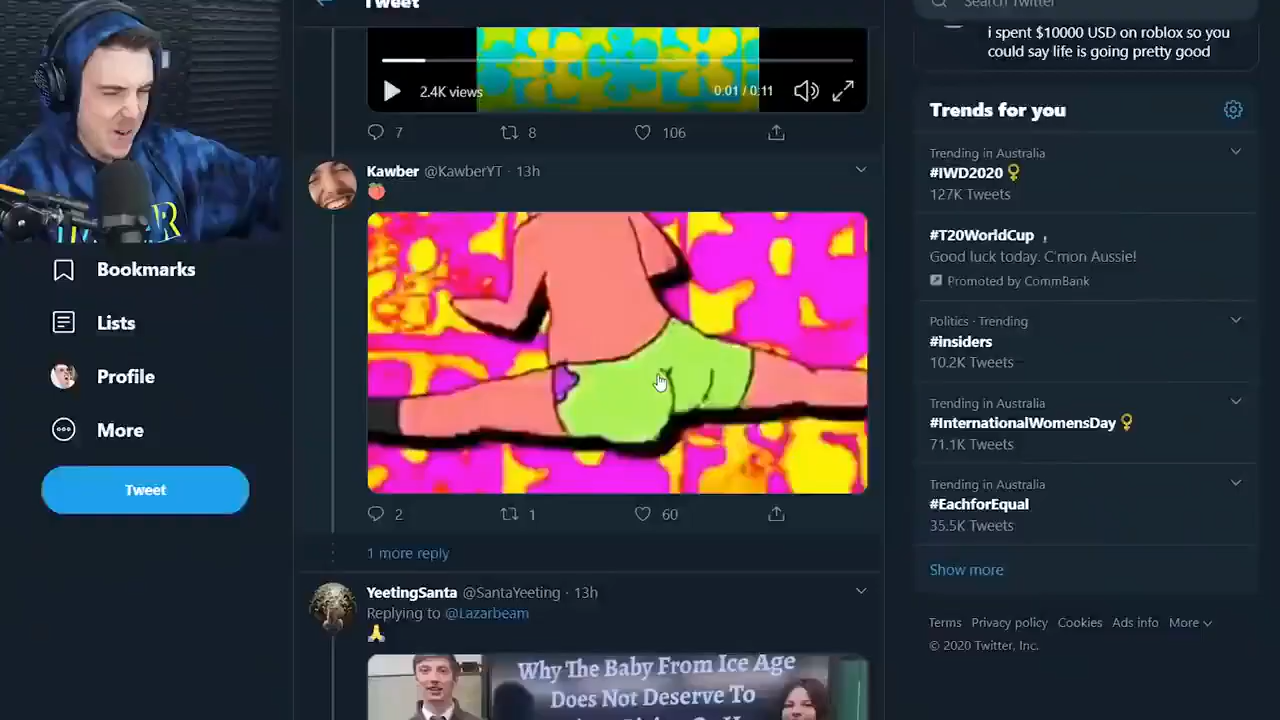 Tweet
Search Twitter
i spent $10000 USD on roblox so you
could say life is going pretty good
2.4K views
0:01 / 0:11
7
8
106
Kawber @KawberYT · 13h
🍑
2
1
60
1 more reply
YeetingSanta @SantaYeeting · 13h
Replying to @Lazarbeam
🙏
Why The Baby From Ice Age
Does Not Deserve To
Bookmarks
Lists
Profile
More
Tweet
Trends for you
Trending in Australia
#IWD2020
127K Tweets
#T20WorldCup
Good luck today. C'mon Aussie!
Promoted by CommBank
Politics · Trending
#insiders
10.2K Tweets
Trending in Australia
#InternationalWomensDay
71.1K Tweets
Trending in Australia
#EachforEqual
35.5K Tweets
Show more
Terms Privacy policy Cookies Ads info More
© 2020 Twitter, Inc.